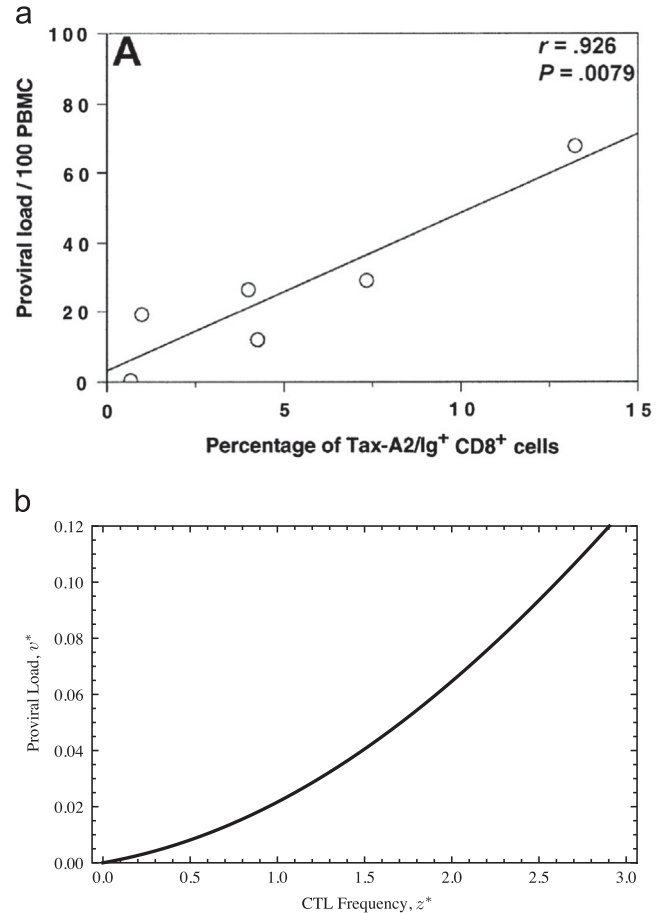 a
A
r = .926
P = .0079
100
80
60
40
20
0
Proviral load / 100 PBMC
0 5 10 15
Percentage of Tax-A2/Ig+ CD8+ cells
b
0.12
0.10
0.08
0.06
0.04
0.02
0.00
Proviral Load, v*
0.0 0.5 1.0 1.5 2.0 2.5 3.0
CTL Frequency, z*